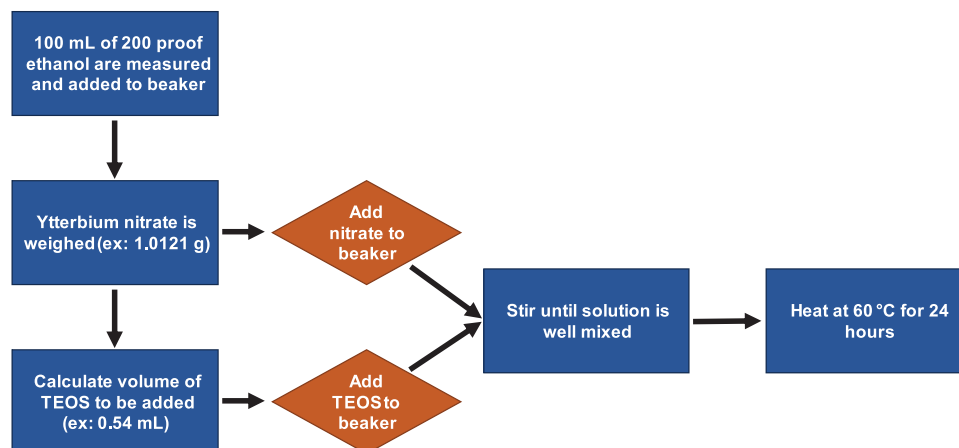 100 mL of 200 proof
ethanol are measured
and added to beaker
Ytterbium nitrate is
weighed (ex: 1.0121 g)
Add
nitrate to
beaker
Stir until solution is
well mixed
Heat at 60 °C for 24
hours
Calculate volume of
TEOS to be added
(ex: 0.54 mL)
Add
TEOS to
beaker